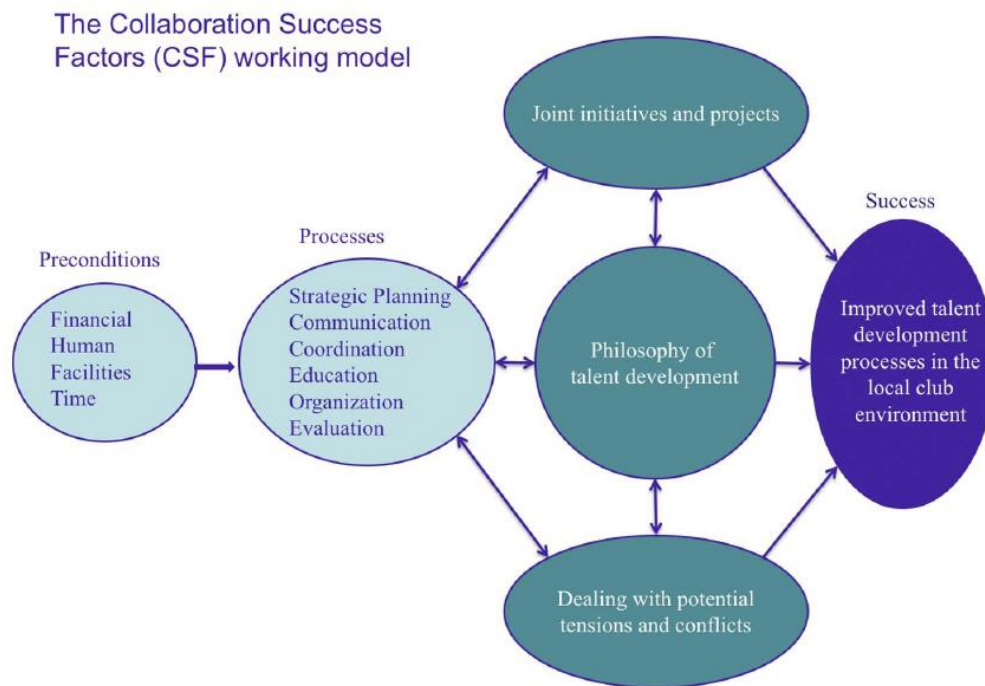 The Collaboration Success
Factors (CSF) working model
Joint initiatives and projects
Success
Processes
Preconditions
Financial
Human
Facilities
Time
Strategic Planning
Communication
Coordination
Education
Organization
Evaluation
Philosophy of
talent development
Improved talent
development
processes in the
local club
environment
Dealing with potential
tensions and conflicts